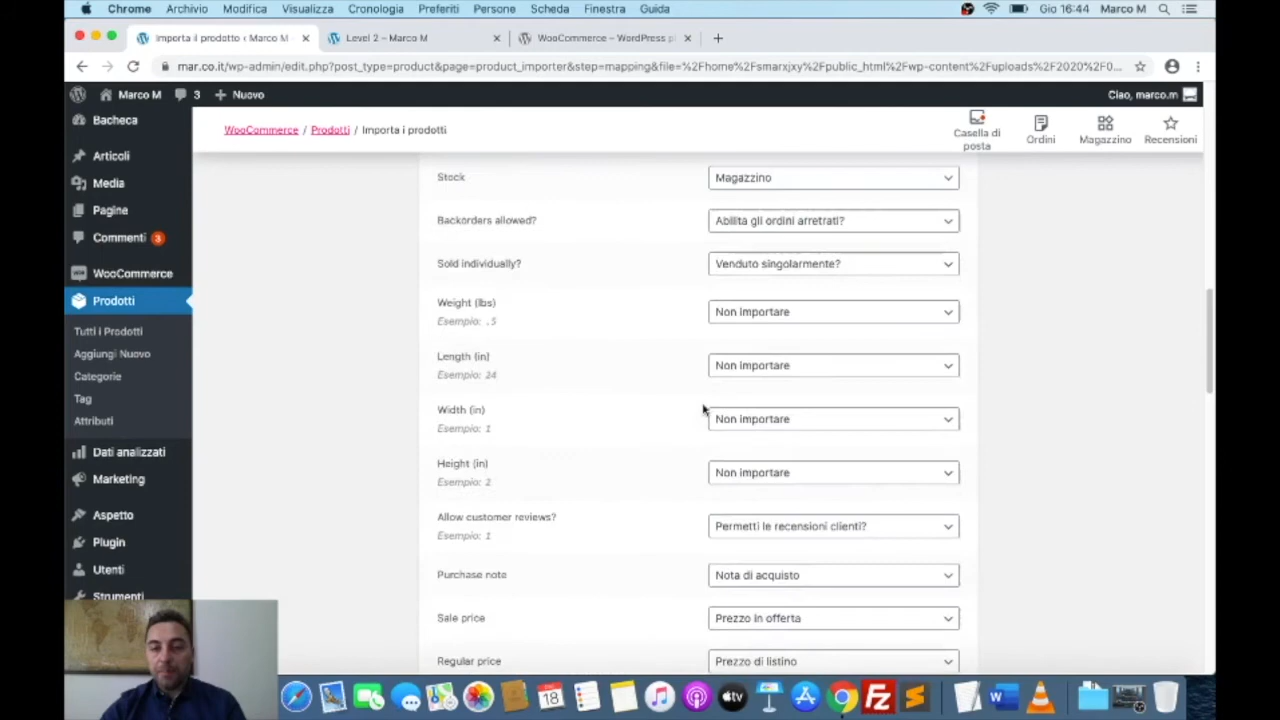 Chrome Archivio Modifica Visualizza Cronologia Preferiti Persone Scheda Finestra Guida Gio 16:44 Marco M
Importa il prodotto ‹ Marco M
Level 2 – Marco M
WooCommerce – WordPress
mar.co.it/wp-admin/edit.php?post_type=product&page=product_importer&step=mapping&file=%2Fhome%2Fsmarxjxy%2Fpublic_html%2Fwp-content%2Fuploads%2F2020%2F0...
Marco M 3 Nuovo Ciao, marco.m
Bacheca
Articoli
Media
Pagine
Commenti 3
WooCommerce
Prodotti
Tutti i Prodotti
Aggiungi Nuovo
Categorie
Tag
Attributi
Dati analizzati
Marketing
Aspetto
Plugin
Utenti
Strumenti
WooCommerce / Prodotti / Importa i prodotti
Casella di posta
Ordini
Magazzino
Recensioni
Stock Magazzino
Backorders allowed? Abilita gli ordini arretrati?
Sold individually? Venduto singolarmente?
Weight (lbs) Non importare
Esempio: .5
Length (in) Non importare
Esempio: 24
Width (in) Non importare
Esempio: 1
Height (in) Non importare
Esempio: 2
Allow customer reviews? Permetti le recensioni clienti?
Esempio: 1
Purchase note Nota di acquisto
Sale price Prezzo in offerta
Regular price Prezzo di listino
18
tv
Fz
W